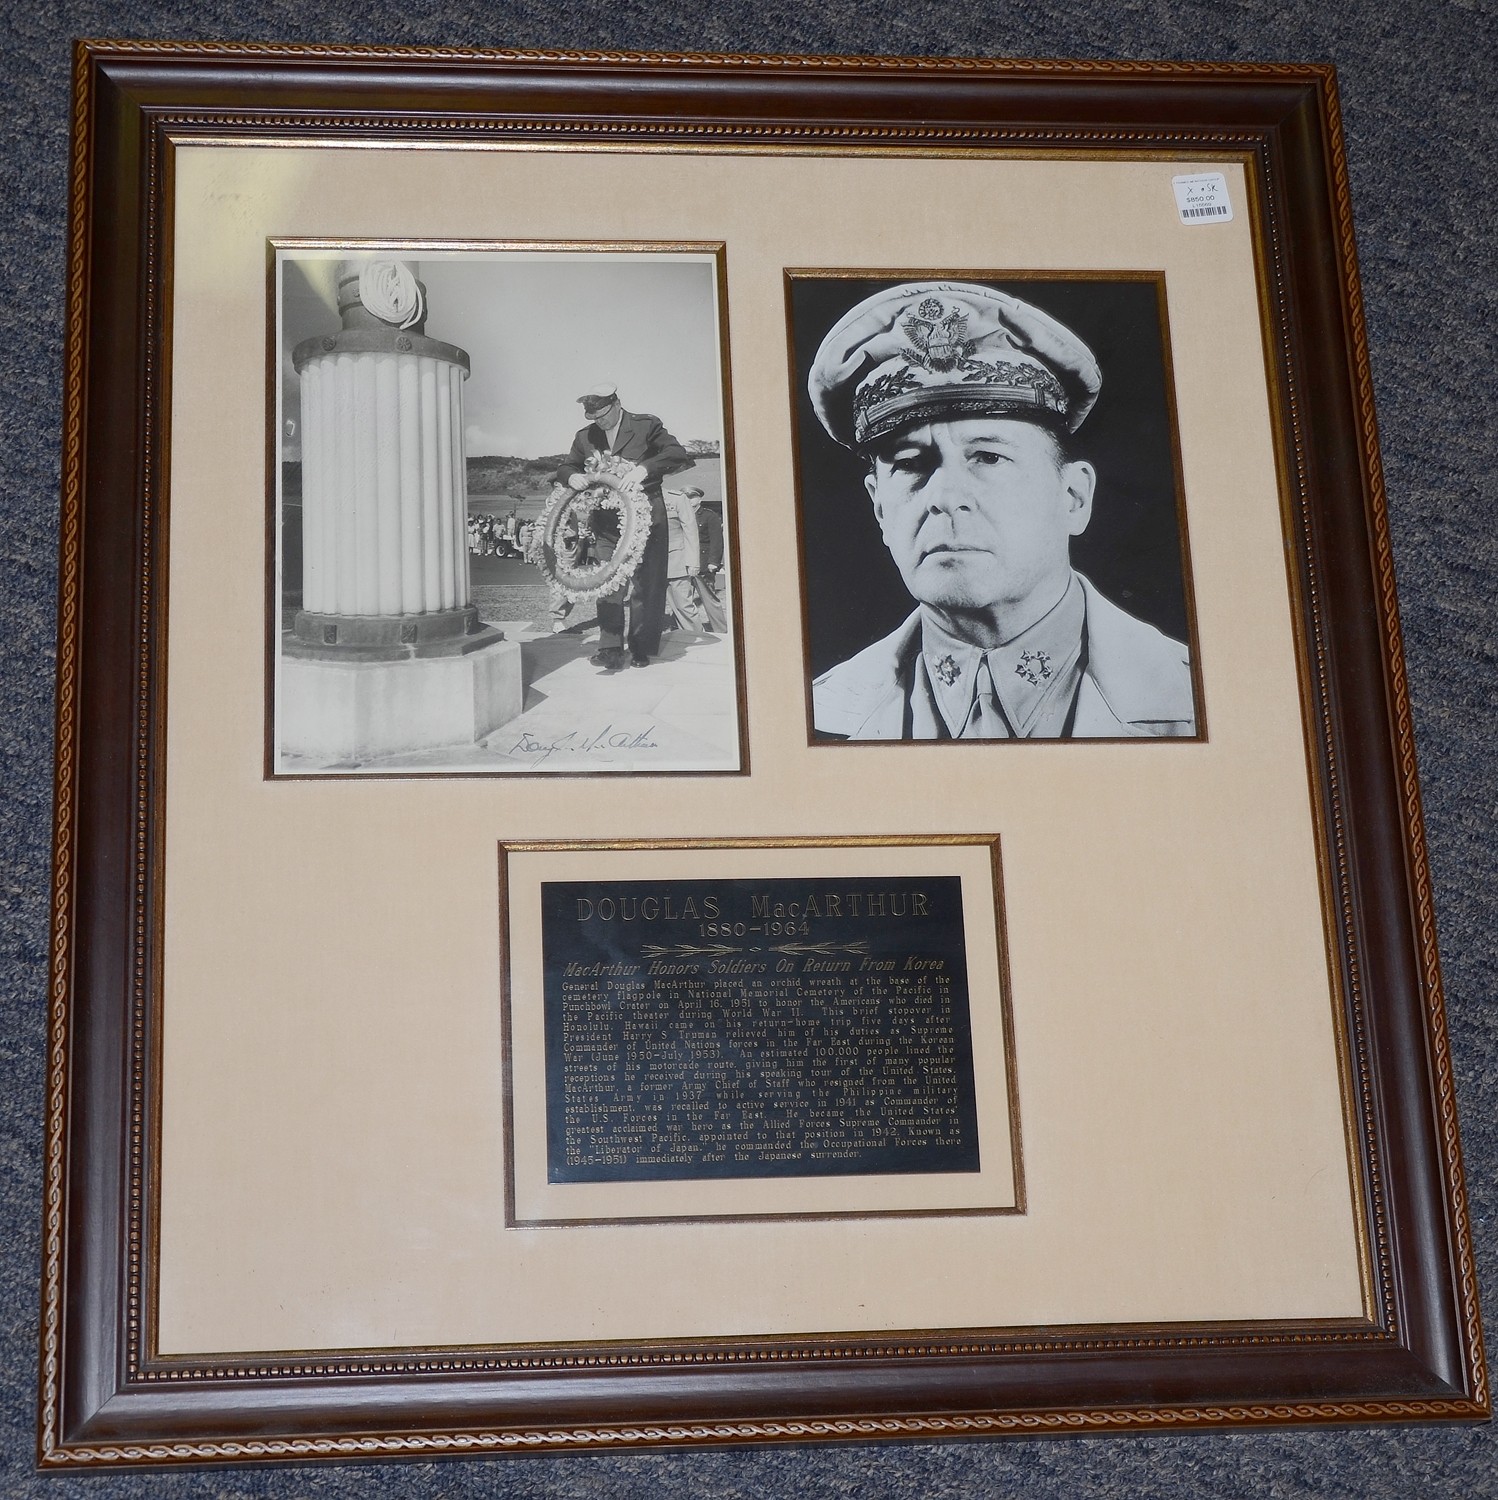 X SK
$850.00
Douglas MacArthur
DOUGLAS MacARTHUR
1880-1964
MacArthur Honors Soldiers On Return From Korea
General Douglas MacArthur placed an orchid wreath at the base of the
cemetery flagpole in National Memorial Cemetery of the Pacific in
Punchbowl Crater on April 16, 1951 to honor the Americans who died in
the Pacific theater during World War II. This brief stopover in
Honolulu, Hawaii came on his return-home trip five days after
President Harry S Truman relieved him of his duties as Supreme
Commander of United Nations forces in the Far East during the Korean
War (June 1950-July 1953). An estimated 100,000 people lined the
streets of his motorcade route, giving him the first of many popular
receptions he received during his speaking tour of the United States.
MacArthur, a former Army Chief of Staff who resigned from the United
States Army in 1937 while serving the Philippine military
establishment, was recalled to active service in 1941 as Commander of
the U.S. Forces in the Far East. He became the United States'
greatest acclaimed war hero as the Allied Forces Supreme Commander in
the Southwest Pacific, appointed to that position in 1942. Known as
the "Liberator of Japan," he commanded the Occupational Forces there
(1945-1951) immediately after the Japanese surrender.